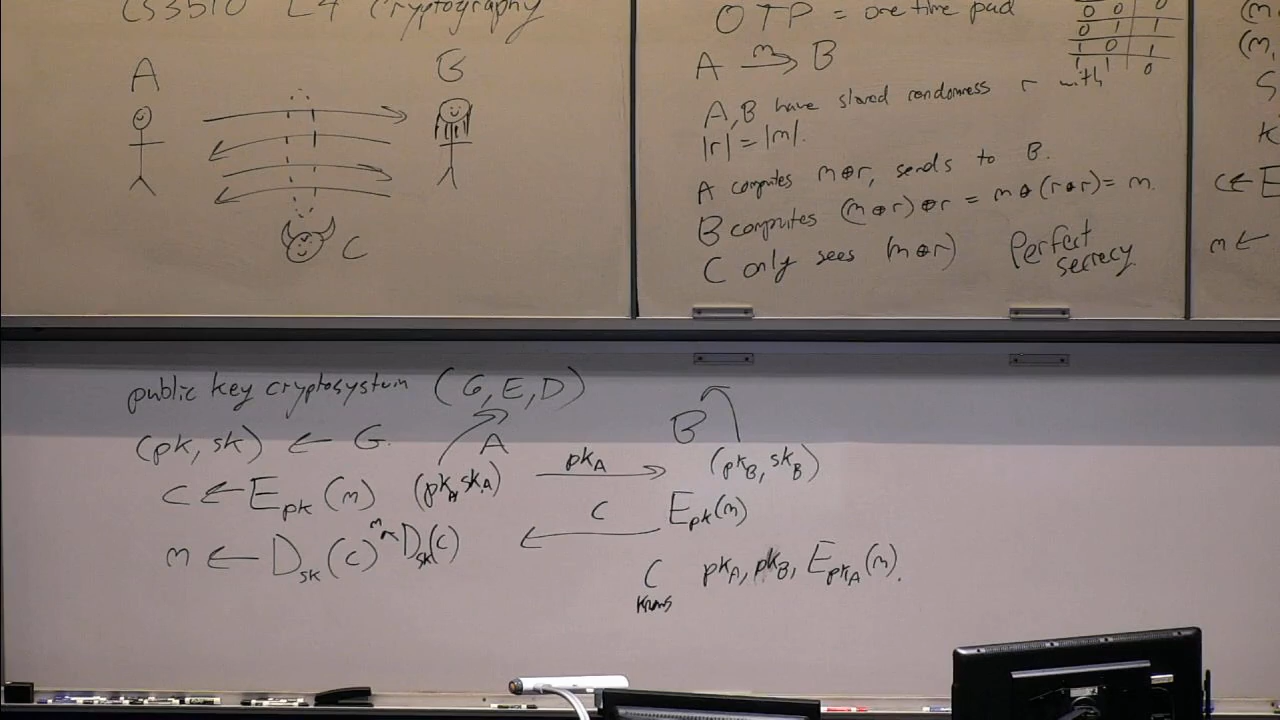 CS3510 L4 Cryptography
A
B
C
OTP = one time pad
A m→ B
0 0 0
0 1 1
1 0 1
1 1 0
A, B have shared randomness r with
|r| = |m|.
A computes m⊕r, sends to B.
B computes (m⊕r)⊕r = m⊕(r⊕r) = m.
C only sees (m⊕r)
Perfect
secrecy
(m
(m,
S
K
C ← E
m ←
public key cryptosystem (G, E, D)
(pk, sk) ← G.
C ← E_pk(m)
m ← D_sk(C)
A
(pk_A, sk_A)
m ← D_sk(C)
pk_A
C
B
(pk_B, sk_B)
E_pk(m)
C
knows
pk_A, pk_B, E_pk_A(m).